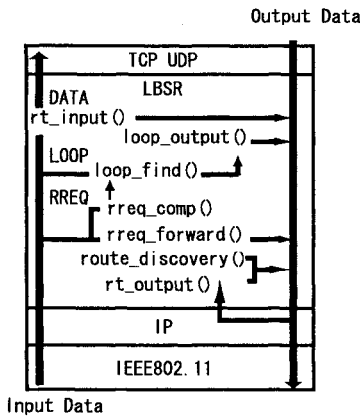 Output Data
TCP UDP
LBSR
DATA
rt_input()
loop_output()
LOOP
loop_find()
RREQ
rreq_comp()
rreq_forward()
route_discovery()
rt_output()
IP
IEEE802.11
Input Data